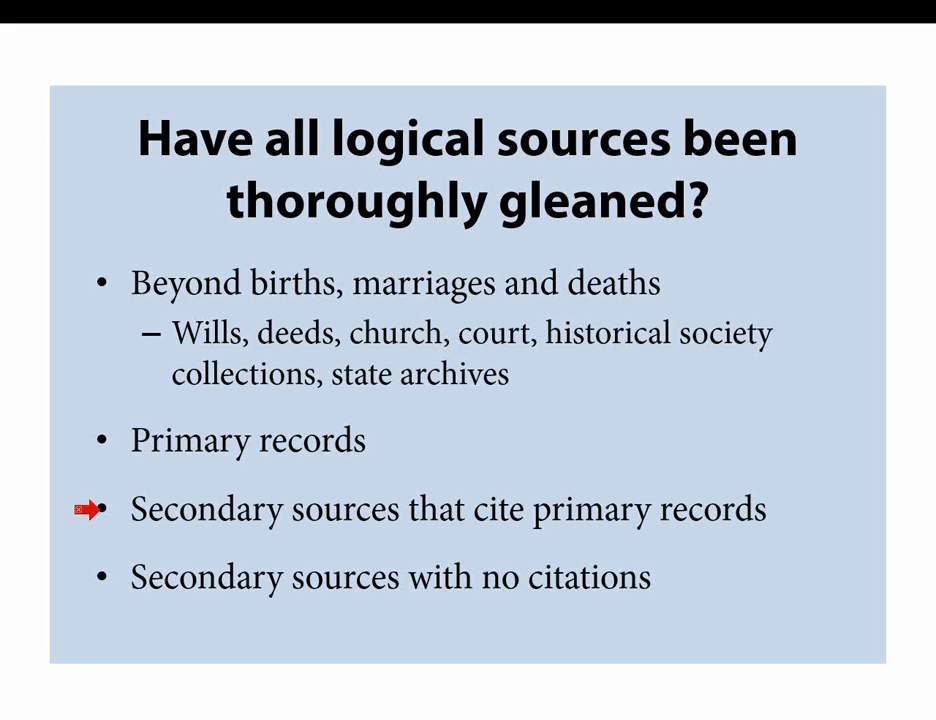 Have all logical sources been
thoroughly gleaned?
• Beyond births, marriages and deaths
– Wills, deeds, church, court, historical society
collections, state archives
• Primary records
• Secondary sources that cite primary records
• Secondary sources with no citations